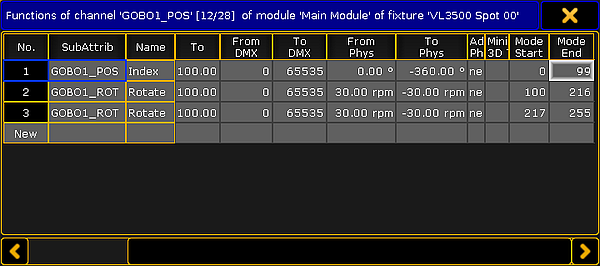 Functions of channel 'GOBO1_POS' [12/28] of module 'Main Module' of fixture 'VL3500 Spot 00'
No. SubAttrib Name To From DMX To DMX From Phys To Phys Ad Ph Mini 3D Mode Start Mode End
1 GOBO1_POS Index 100.00 0 65535 0.00 ° -360.00 ° ne 0 99
2 GOBO1_ROT Rotate 100.00 0 65535 30.00 rpm -30.00 rpm ne 100 216
3 GOBO1_ROT Rotate 100.00 0 65535 30.00 rpm -30.00 rpm ne 217 255
New